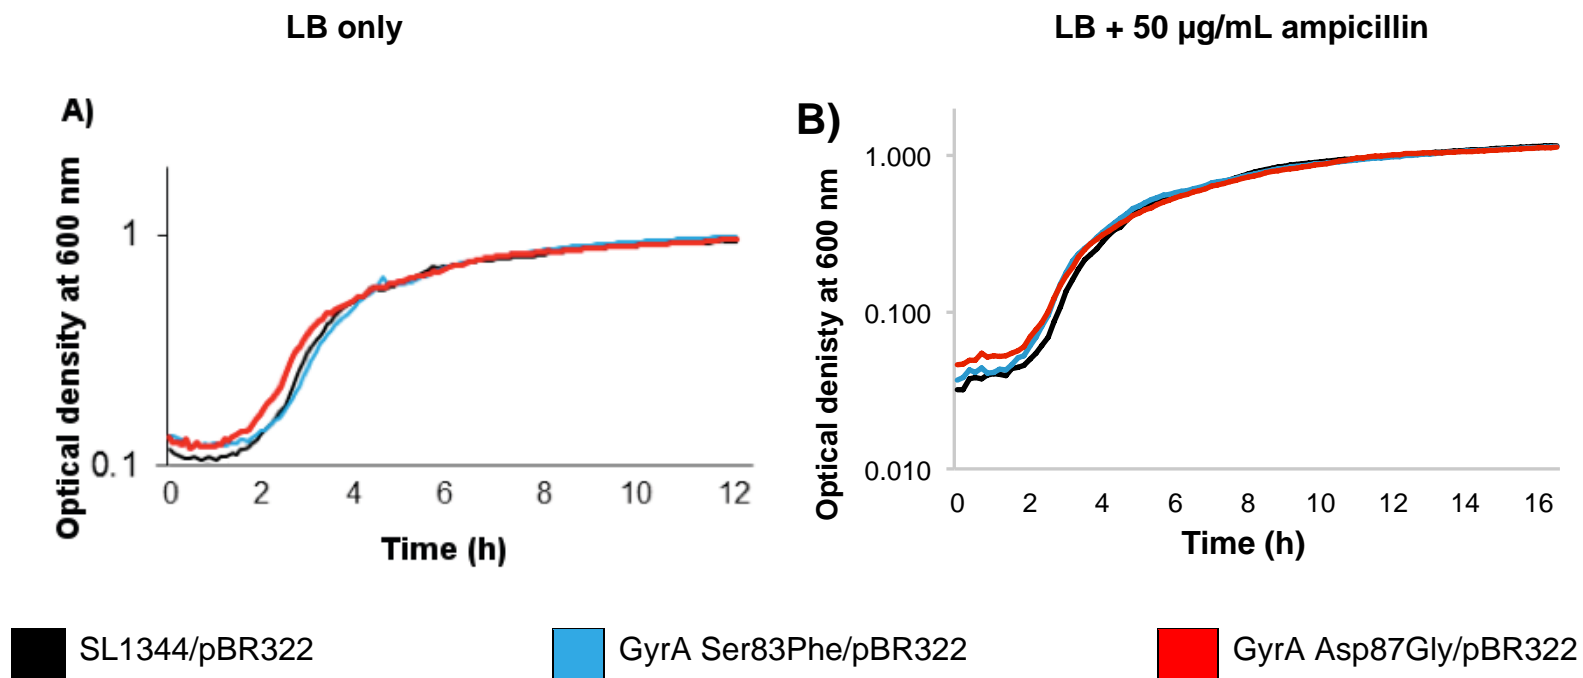 LB only
LB + 50 µg/mL ampicillin
A)
Optical density at 600 nm
1
0.1
0 2 4 6 8 10 12
Time (h)
B)
Optical denisty at 600 nm
1.000
0.100
0.010
0 2 4 6 8 10 12 14 16
Time (h)
SL1344/pBR322
GyrA Ser83Phe/pBR322
GyrA Asp87Gly/pBR322